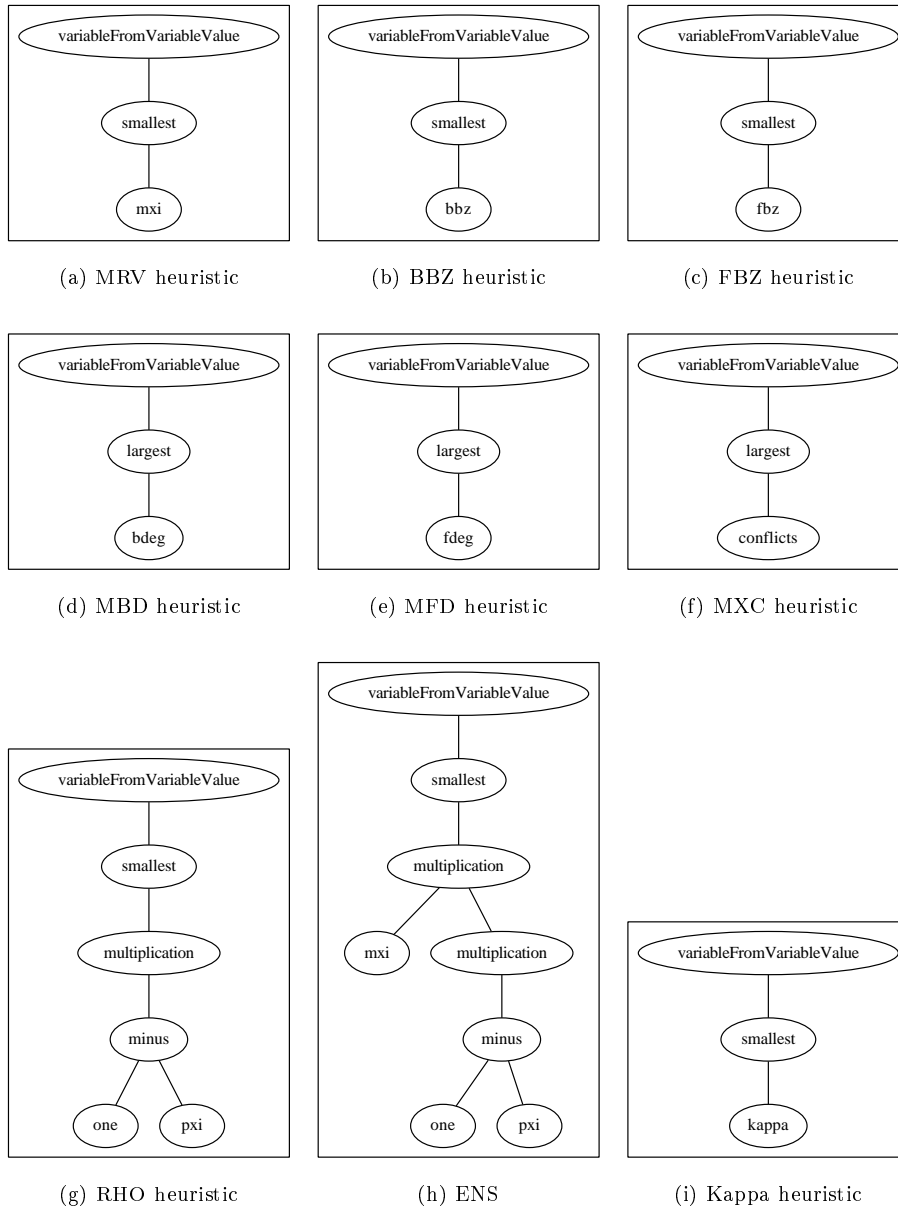 variableFromVariableValue
smallest
mxi
(a) MRV heuristic
variableFromVariableValue
smallest
bbz
(b) BBZ heuristic
variableFromVariableValue
smallest
fbz
(c) FBZ heuristic
variableFromVariableValue
largest
bdeg
(d) MBD heuristic
variableFromVariableValue
largest
fdeg
(e) MFD heuristic
variableFromVariableValue
largest
conflicts
(f) MXC heuristic
variableFromVariableValue
smallest
multiplication
minus
one pxi
(g) RHO heuristic
variableFromVariableValue
smallest
multiplication
mxi multiplication
minus
one pxi
(h) ENS
variableFromVariableValue
smallest
kappa
(i) Kappa heuristic